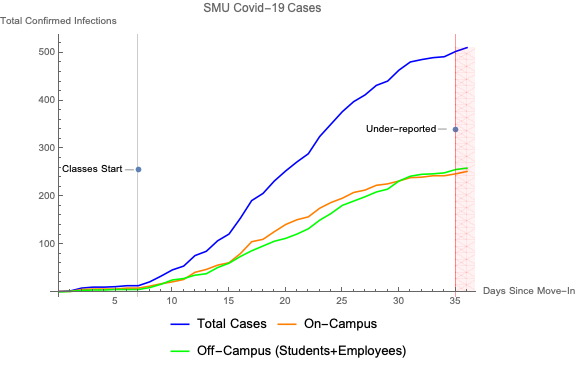 SMU Covid-19 Cases
Total Confirmed Infections
500
400
300
200
100
Classes Start
Under-reported
5
10
15
20
25
30
35
Days Since Move-In
Total Cases
On-Campus
Off-Campus (Students+Employees)